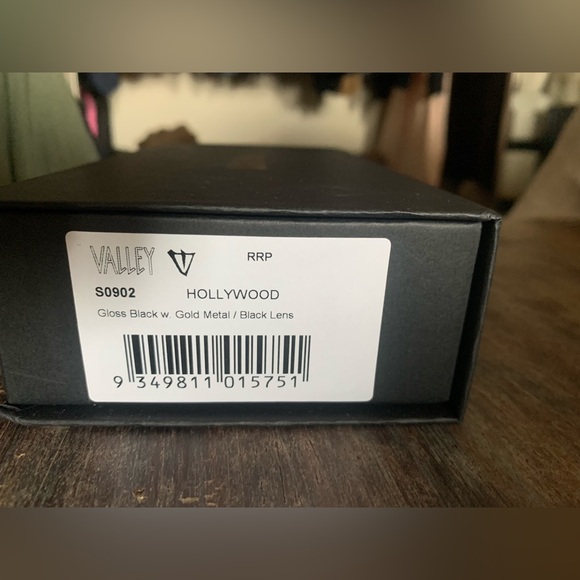 VALLEY RRP
S0902 HOLLYWOOD
Gloss Black w. Gold Metal / Black Lens
9 349811 015751